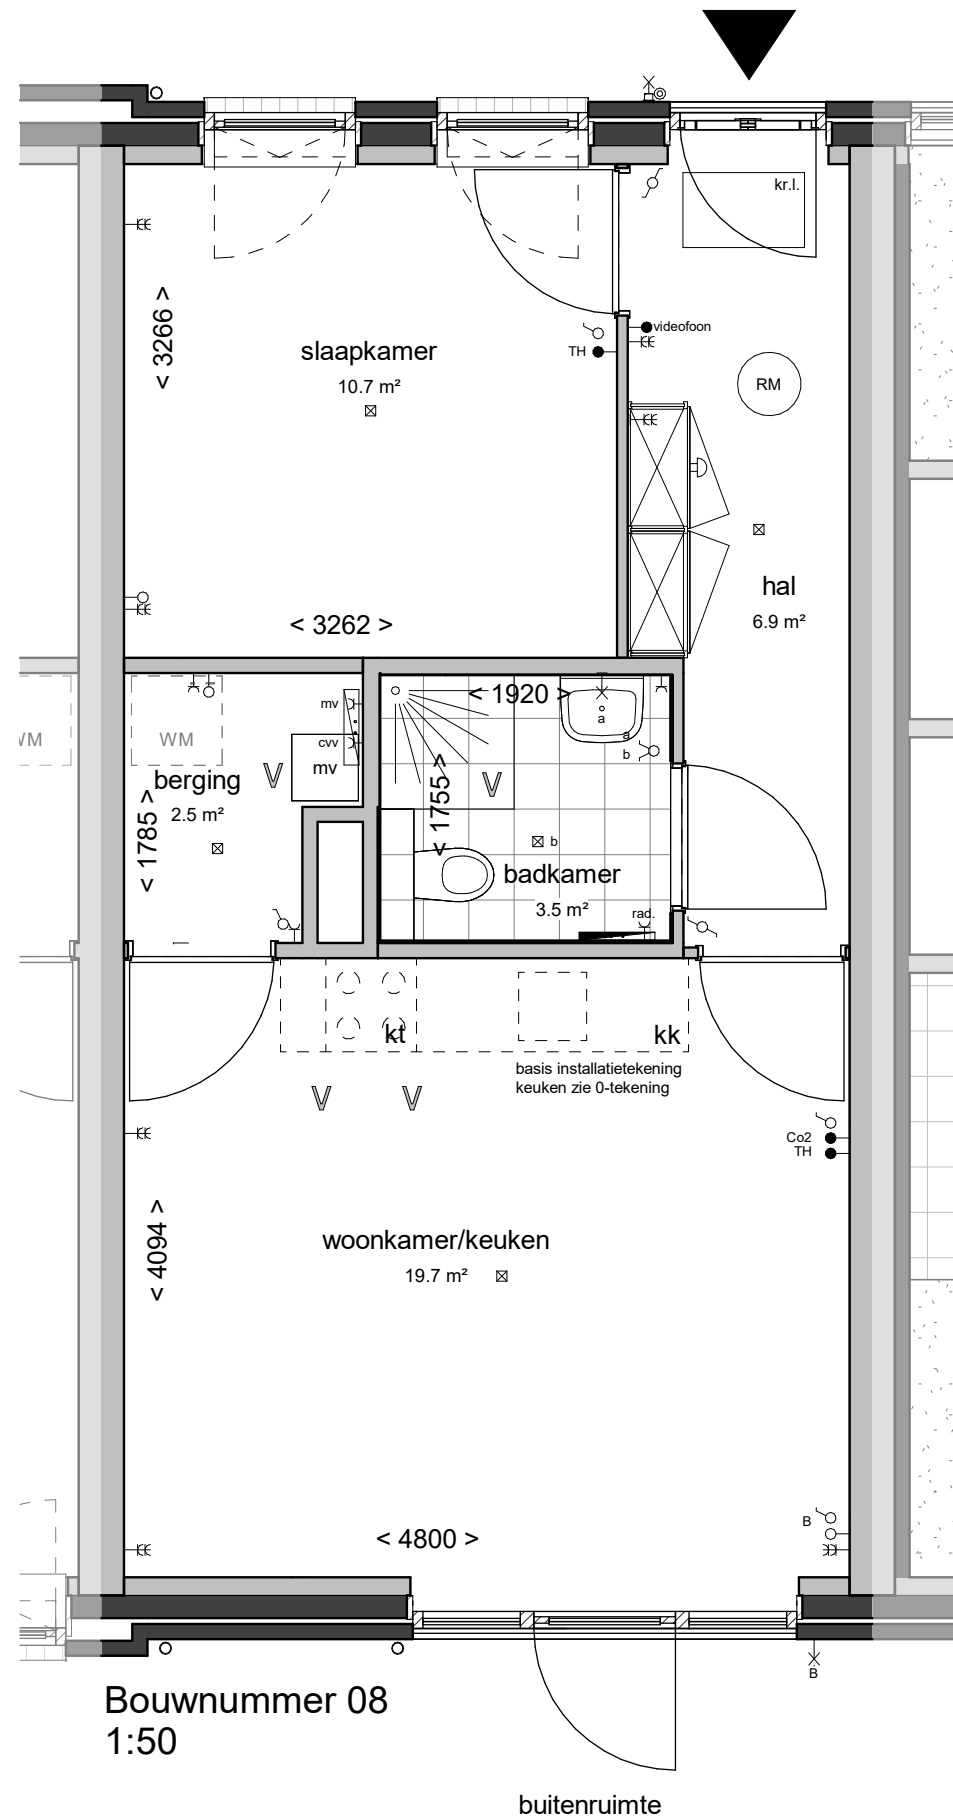 kr.l.
videofoon
TH
< 3266 >
slaapkamer
10.7 m²
RM
hal
6.9 m²
< 3262 >
< 1920 >
a
a
b
mv
cvv
mv
WM
VM
berging
2.5 m²
< 1785 >
< 1755 >
b
badkamer
3.5 m²
rad.
kt
kk
basis installatietekening
keuken zie 0-tekening
Co2
TH
< 4094 >
woonkamer/keuken
19.7 m²
B
< 4800 >
B
Bouwnummer 08
1:50
buitenruimte